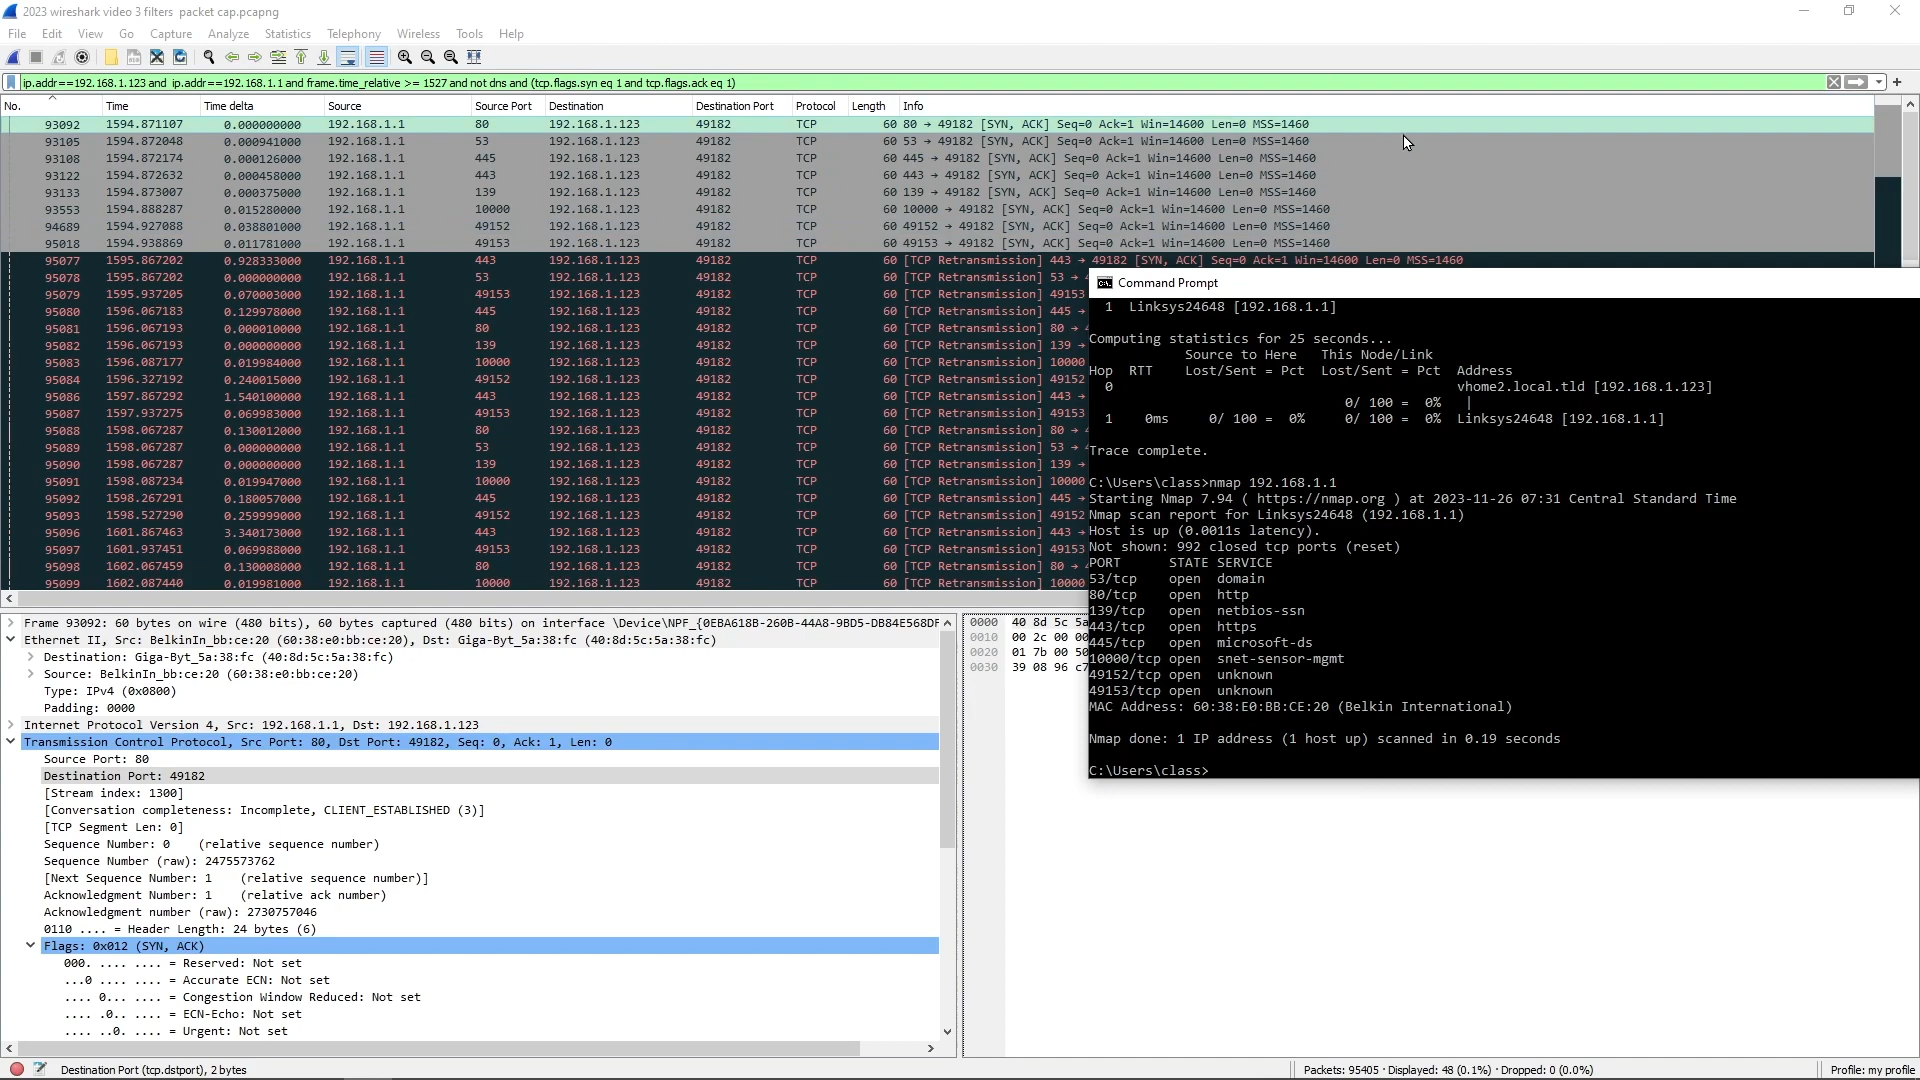 2023 wireshark video 3 filters  packet cap.pcapng
File Edit View Go Capture Analyze Statistics Telephony Wireless Tools Help
ip.addr==192.168.1.123 and  ip.addr==192.168.1.1 and frame.time_relative >= 1527 and not dns and (tcp.flags.syn eq 1 and tcp.flags.ack eq 1)
No. Time Time delta Source Source Port Destination Destination Port Protocol Length Info
93092 1594.871107 0.000000000 192.168.1.1 80 192.168.1.123 49182 TCP 60 80 → 49182 [SYN, ACK] Seq=0 Ack=1 Win=14600 Len=0 MSS=1460
93105 1594.872048 0.000941000 192.168.1.1 53 192.168.1.123 49182 TCP 60 53 → 49182 [SYN, ACK] Seq=0 Ack=1 Win=14600 Len=0 MSS=1460
93108 1594.872174 0.000126000 192.168.1.1 445 192.168.1.123 49182 TCP 60 445 → 49182 [SYN, ACK] Seq=0 Ack=1 Win=14600 Len=0 MSS=1460
93122 1594.872632 0.000458000 192.168.1.1 443 192.168.1.123 49182 TCP 60 443 → 49182 [SYN, ACK] Seq=0 Ack=1 Win=14600 Len=0 MSS=1460
93133 1594.873007 0.000375000 192.168.1.1 139 192.168.1.123 49182 TCP 60 139 → 49182 [SYN, ACK] Seq=0 Ack=1 Win=14600 Len=0 MSS=1460
93553 1594.888287 0.015280000 192.168.1.1 10000 192.168.1.123 49182 TCP 60 10000 → 49182 [SYN, ACK] Seq=0 Ack=1 Win=14600 Len=0 MSS=1460
94689 1594.927088 0.038801000 192.168.1.1 49152 192.168.1.123 49182 TCP 60 49152 → 49182 [SYN, ACK] Seq=0 Ack=1 Win=14600 Len=0 MSS=1460
95018 1594.938869 0.011781000 192.168.1.1 49153 192.168.1.123 49182 TCP 60 49153 → 49182 [SYN, ACK] Seq=0 Ack=1 Win=14600 Len=0 MSS=1460
95077 1595.867202 0.928333000 192.168.1.1 443 192.168.1.123 49182 TCP 60 [TCP Retransmission] 443 → 49182 [SYN, ACK] Seq=0 Ack=1 Win=14600 Len=0 MSS=1460
95078 1595.867202 0.000000000 192.168.1.1 53 192.168.1.123 49182 TCP 60 [TCP Retransmission] 53 →
95079 1595.937205 0.070003000 192.168.1.1 49153 192.168.1.123 49182 TCP 60 [TCP Retransmission] 49153
95080 1596.067183 0.129978000 192.168.1.1 445 192.168.1.123 49182 TCP 60 [TCP Retransmission] 445 →
95081 1596.067193 0.000010000 192.168.1.1 80 192.168.1.123 49182 TCP 60 [TCP Retransmission] 80 →
95082 1596.067193 0.000000000 192.168.1.1 139 192.168.1.123 49182 TCP 60 [TCP Retransmission] 139 →
95083 1596.087177 0.019984000 192.168.1.1 10000 192.168.1.123 49182 TCP 60 [TCP Retransmission] 10000
95084 1596.327192 0.240015000 192.168.1.1 49152 192.168.1.123 49182 TCP 60 [TCP Retransmission] 49152
95086 1597.867292 1.540100000 192.168.1.1 443 192.168.1.123 49182 TCP 60 [TCP Retransmission] 443 →
95087 1597.937275 0.069983000 192.168.1.1 49153 192.168.1.123 49182 TCP 60 [TCP Retransmission] 49153
95088 1598.067287 0.130012000 192.168.1.1 80 192.168.1.123 49182 TCP 60 [TCP Retransmission] 80 →
95089 1598.067287 0.000000000 192.168.1.1 53 192.168.1.123 49182 TCP 60 [TCP Retransmission] 53 →
95090 1598.067287 0.000000000 192.168.1.1 139 192.168.1.123 49182 TCP 60 [TCP Retransmission] 139 →
95091 1598.087234 0.019947000 192.168.1.1 10000 192.168.1.123 49182 TCP 60 [TCP Retransmission] 10000
95092 1598.267291 0.180057000 192.168.1.1 445 192.168.1.123 49182 TCP 60 [TCP Retransmission] 445 →
95093 1598.527290 0.259999000 192.168.1.1 49152 192.168.1.123 49182 TCP 60 [TCP Retransmission] 49152
95096 1601.867463 3.340173000 192.168.1.1 443 192.168.1.123 49182 TCP 60 [TCP Retransmission] 443 →
95097 1601.937451 0.069988000 192.168.1.1 49153 192.168.1.123 49182 TCP 60 [TCP Retransmission] 49153
95098 1602.067459 0.130008000 192.168.1.1 80 192.168.1.123 49182 TCP 60 [TCP Retransmission] 80 →
95099 1602.087440 0.019981000 192.168.1.1 10000 192.168.1.123 49182 TCP 60 [TCP Retransmission] 10000
Command Prompt
1  Linksys24648 [192.168.1.1]
Computing statistics for 25 seconds...
Source to Here   This Node/Link
Hop  RTT    Lost/Sent = Pct  Lost/Sent = Pct  Address
0 vhome2.local.tld [192.168.1.123]
0/ 100 =  0%   |
1    0ms     0/ 100 =  0%     0/ 100 =  0%  Linksys24648 [192.168.1.1]
Trace complete.
C:\Users\class>nmap 192.168.1.1
Starting Nmap 7.94 ( https://nmap.org ) at 2023-11-26 07:31 Central Standard Time
Nmap scan report for Linksys24648 (192.168.1.1)
Host is up (0.0011s latency).
Not shown: 992 closed tcp ports (reset)
PORT      STATE SERVICE
53/tcp    open  domain
80/tcp    open  http
139/tcp   open  netbios-ssn
443/tcp   open  https
445/tcp   open  microsoft-ds
10000/tcp open  snet-sensor-mgmt
49152/tcp open  unknown
49153/tcp open  unknown
MAC Address: 60:38:E0:BB:CE:20 (Belkin International)
Nmap done: 1 IP address (1 host up) scanned in 0.19 seconds
C:\Users\class>
Frame 93092: 60 bytes on wire (480 bits), 60 bytes captured (480 bits) on interface \Device\NPF_{0EBA618B-260B-44A8-9BD5-DB84E568DF
Ethernet II, Src: BelkinIn_bb:ce:20 (60:38:e0:bb:ce:20), Dst: Giga-Byt_5a:38:fc (40:8d:5c:5a:38:fc)
Destination: Giga-Byt_5a:38:fc (40:8d:5c:5a:38:fc)
Source: BelkinIn_bb:ce:20 (60:38:e0:bb:ce:20)
Type: IPv4 (0x0800)
Padding: 0000
Internet Protocol Version 4, Src: 192.168.1.1, Dst: 192.168.1.123
Transmission Control Protocol, Src Port: 80, Dst Port: 49182, Seq: 0, Ack: 1, Len: 0
Source Port: 80
Destination Port: 49182
[Stream index: 1300]
[Conversation completeness: Incomplete, CLIENT_ESTABLISHED (3)]
[TCP Segment Len: 0]
Sequence Number: 0    (relative sequence number)
Sequence Number (raw): 2475573762
[Next Sequence Number: 1    (relative sequence number)]
Acknowledgment Number: 1    (relative ack number)
Acknowledgment number (raw): 2730757046
0110 .... = Header Length: 24 bytes (6)
Flags: 0x012 (SYN, ACK)
000. .... .... = Reserved: Not set
...0 .... .... = Accurate ECN: Not set
.... 0... .... = Congestion Window Reduced: Not set
.... .0.. .... = ECN-Echo: Not set
.... ..0. .... = Urgent: Not set
0000  40 8d 5c 5a
0010  00 2c 00 00
0020  01 7b 00 50
0030  39 08 96 c7
Destination Port (tcp.dstport), 2 bytes
Packets: 95405 · Displayed: 48 (0.1%) · Dropped: 0 (0.0%)
Profile: my profile